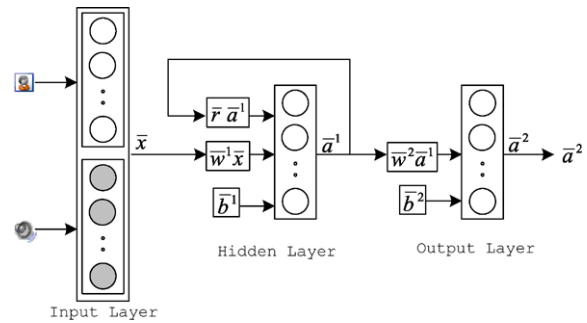 x̄
r̄ ā¹
w̄¹x̄
b̄¹
ā¹
w̄²ā¹
b̄²
ā²
ā²
Hidden Layer
Output Layer
Input Layer